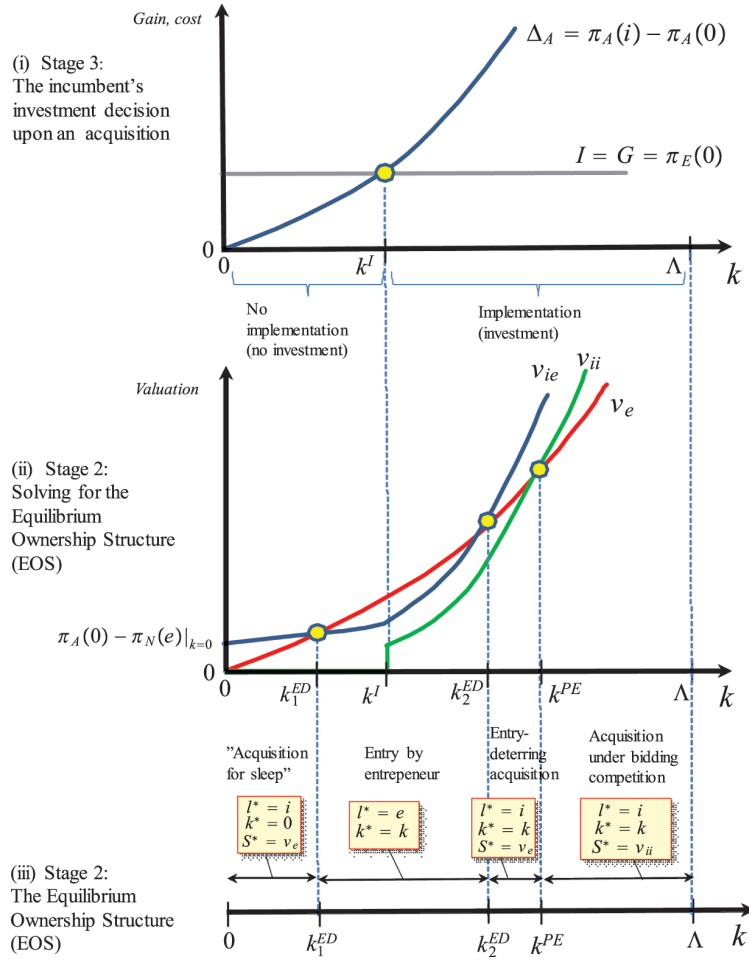 Gain, cost
Δ_A = π_A(i) − π_A(0)
(i) Stage 3:
The incumbent's
investment decision
upon an acquisition
I = G = π_E(0)
0
0
k^I
Λ
k
No
implementation
(no investment)
Implementation
(investment)
Valuation
v_ie
v_ii
v_e
(ii) Stage 2:
Solving for the
Equilibrium
Ownership Structure
(EOS)
π_A(0) − π_N(e)|_{k=0}
0
0
k_1^{ED}
k^I
k_2^{ED}
k^{PE}
Λ
k
"Acquisition
for sleep"
Entry by
entrepeneur
Entry-
deterring
acquisition
Acquisition
under bidding
competition
l* = i
k* = 0
S* = v_e
l* = e
k* = k
l* = i
k* = k
S* = v_e
l* = i
k* = k
S* = v_ii
(iii) Stage 2:
The Equilibrium
Ownership Structure
(EOS)
0
k_1^{ED}
k_2^{ED}
k^{PE}
Λ
k